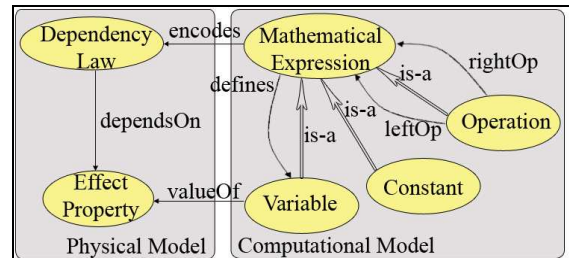 Dependency
Law
encodes
Mathematical
Expression
rightOp
is-a
defines
is-a
leftOp
Operation
dependsOn
is-a
Effect
Property
valueOf
Variable
Constant
Physical Model
Computational Model